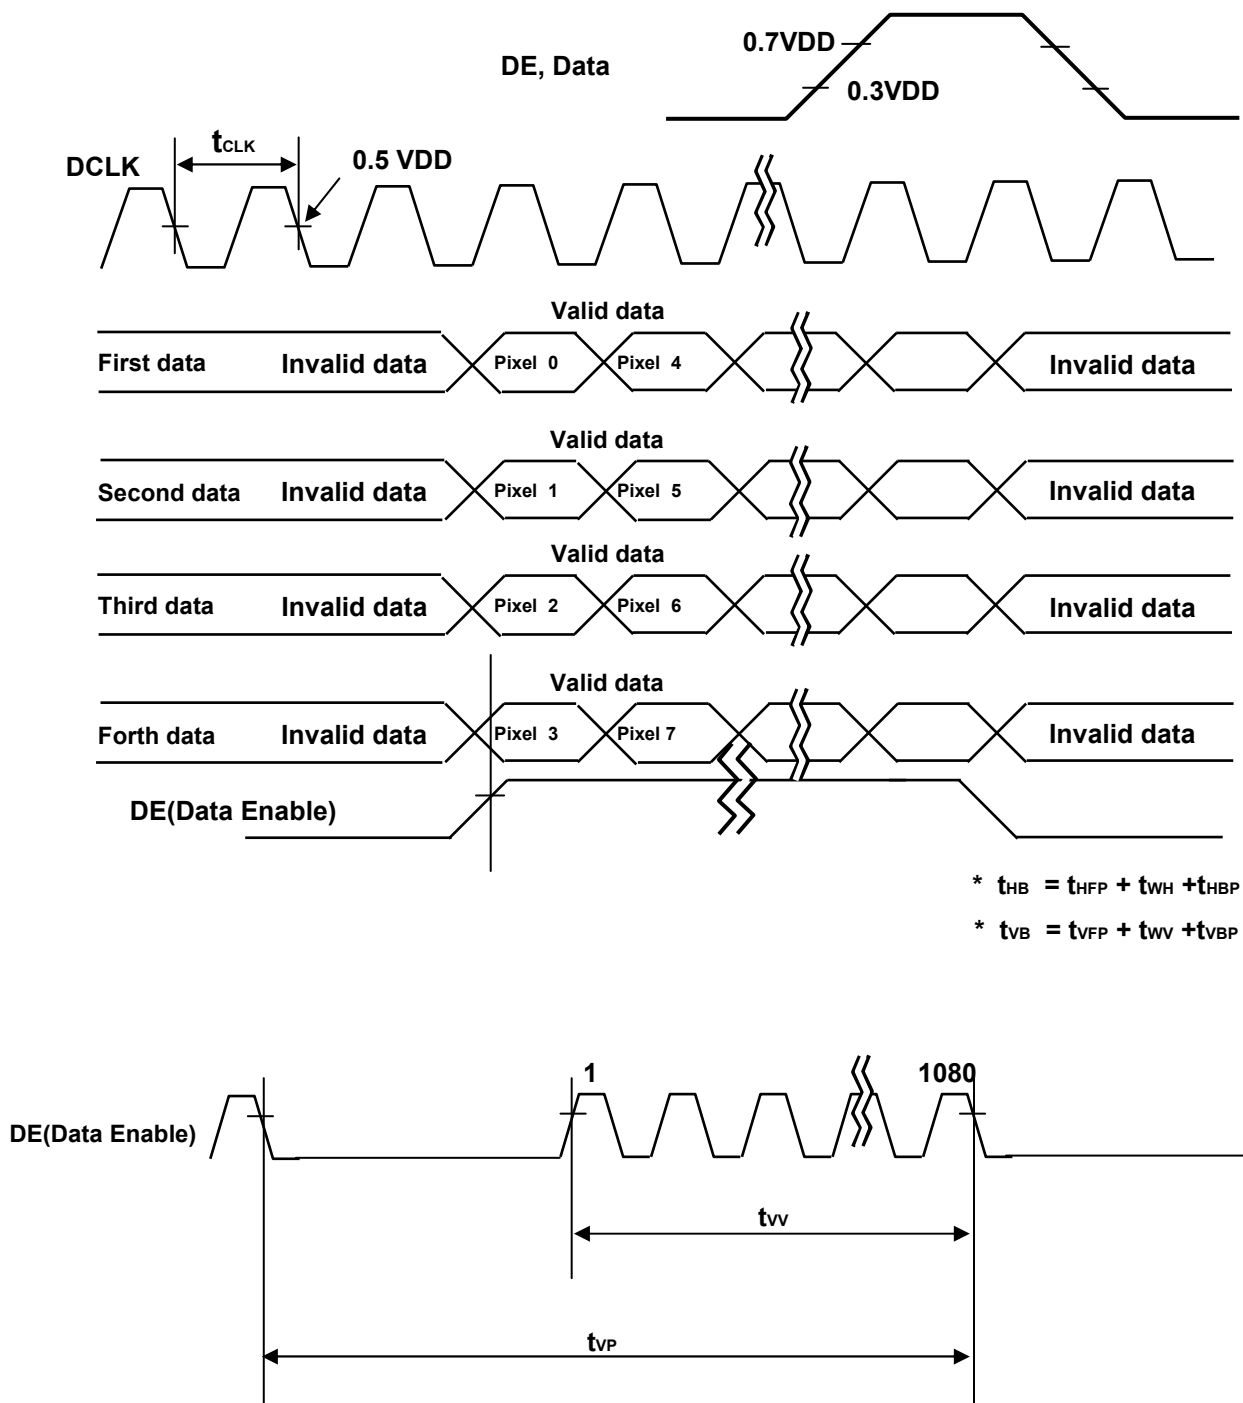 0.7VDD
DE, Data
0.3VDD
tCLK
DCLK
0.5 VDD
Valid data
First data Invalid data Pixel 0 Pixel 4 Invalid data
Valid data
Second data Invalid data Pixel 1 Pixel 5 Invalid data
Valid data
Third data Invalid data Pixel 2 Pixel 6 Invalid data
Valid data
Forth data Invalid data Pixel 3 Pixel 7 Invalid data
DE(Data Enable)
* tHB = tHFP + tWH +tHBP
* tVB = tVFP + tWV +tVBP
1 1080
DE(Data Enable)
tVV
tVP